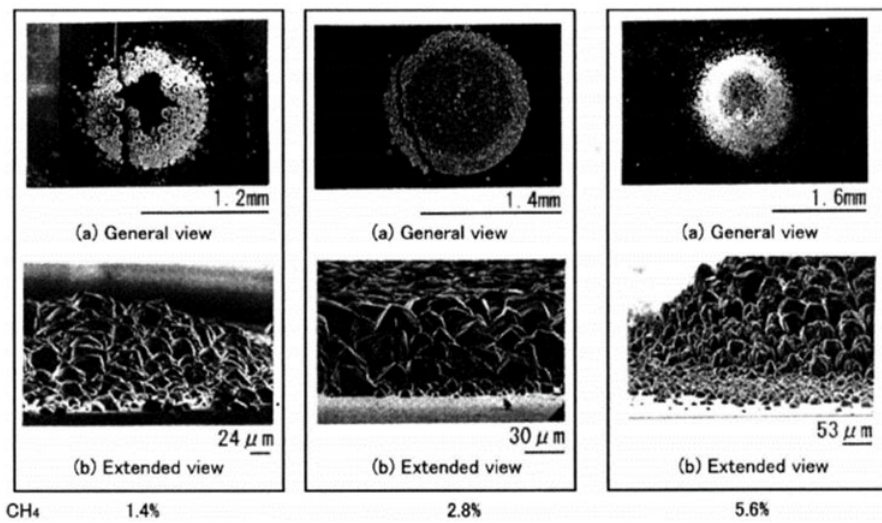 1.2mm
(a) General view
24 μm
(b) Extended view
1.4mm
(a) General view
30 μm
(b) Extended view
1.6mm
(a) General view
53 μm
(b) Extended view
CH₄ 1.4% 2.8% 5.6%